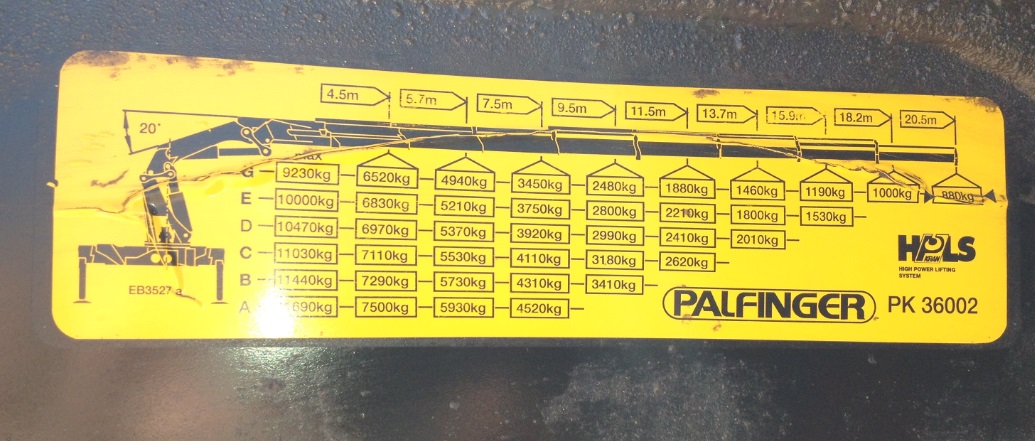 4.5m 5.7m 7.5m 9.5m 11.5m 13.7m 15.9m 18.2m 20.5m
20°
max
G 9230kg 6520kg 4940kg 3450kg 2480kg 1880kg 1460kg 1190kg 1000kg 880kg
E 10000kg 6830kg 5210kg 3750kg 2800kg 2210kg 1800kg 1530kg
D 10470kg 6970kg 5370kg 3920kg 2990kg 2410kg 2010kg
C 11030kg 7110kg 5530kg 4110kg 3180kg 2620kg
B 11440kg 7290kg 5730kg 4310kg 3410kg
A 7500kg 5930kg 4520kg
EB3527 a
HPLS
HIGH POWER LIFTING
SYSTEM
PALFINGER PK 36002